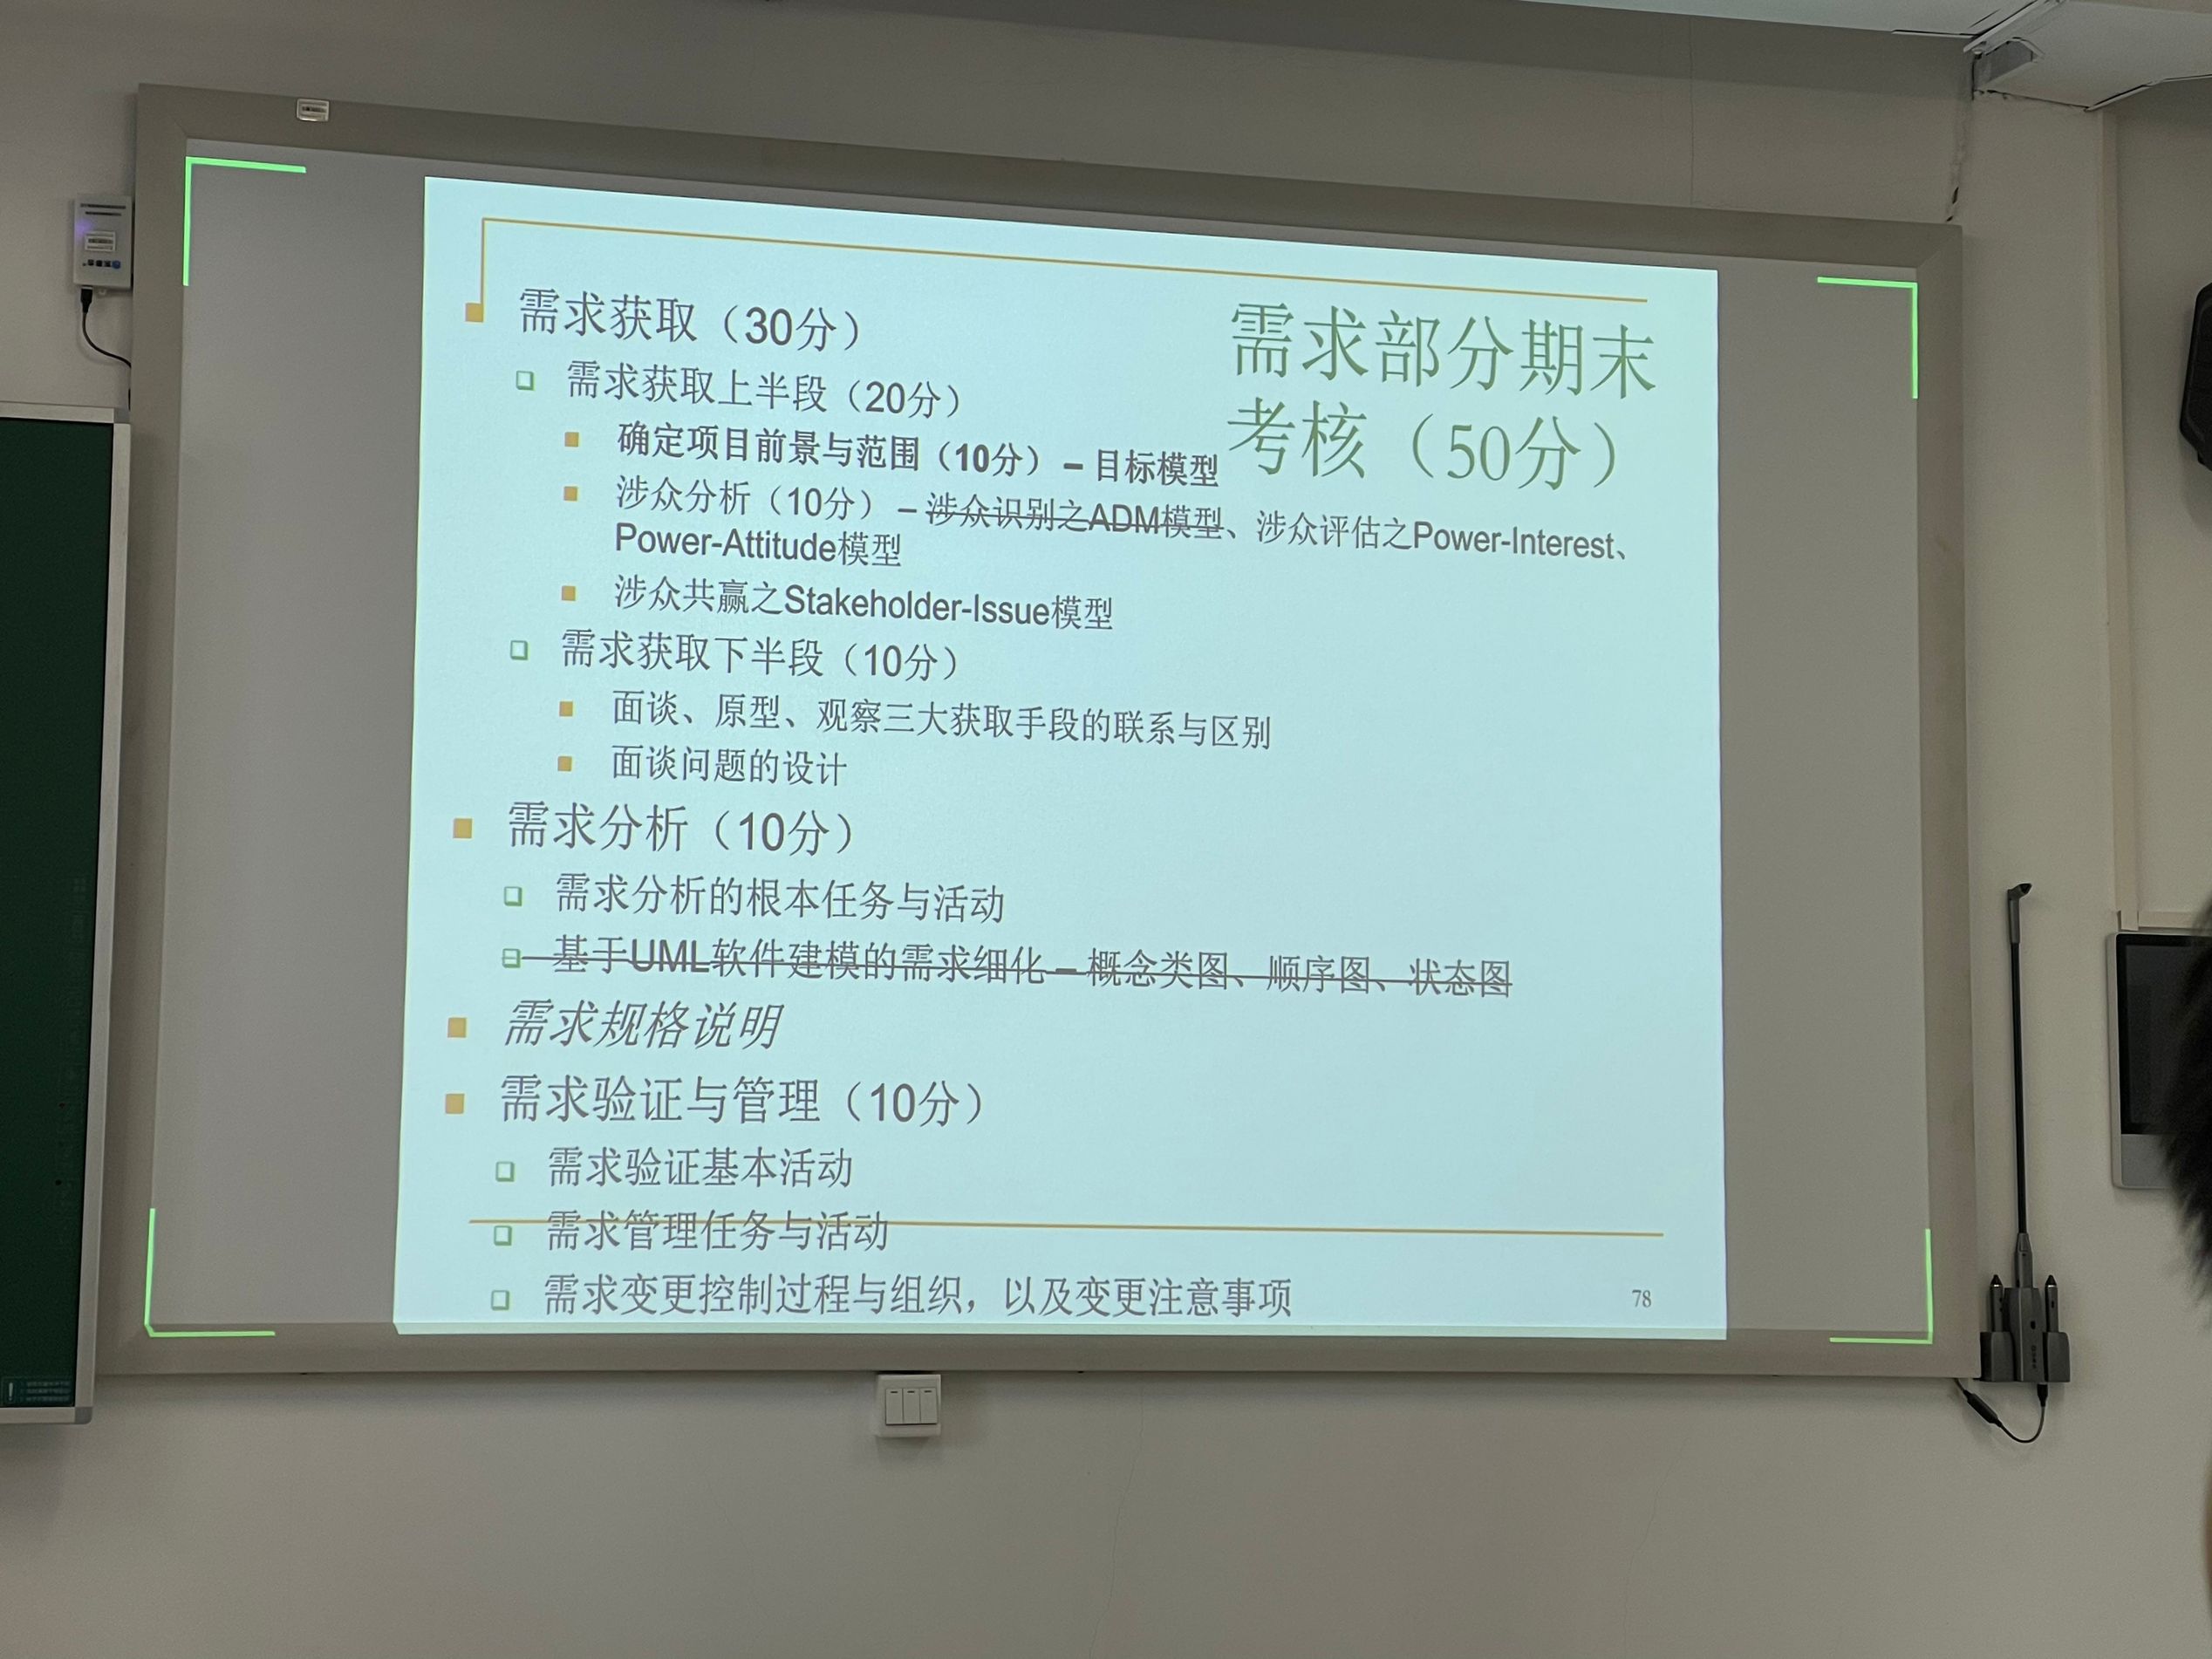 需求部分期末
考核（50分）
需求获取（30分）
需求获取上半段（20分）
确定项目前景与范围（10分）– 目标模型
涉众分析（10分）– 涉众识别之ADM模型、涉众评估之Power-Interest、
Power-Attitude模型
涉众共赢之Stakeholder-Issue模型
需求获取下半段（10分）
面谈、原型、观察三大获取手段的联系与区别
面谈问题的设计
需求分析（10分）
需求分析的根本任务与活动
基于UML软件建模的需求细化 – 概念类图、顺序图、状态图
需求规格说明
需求验证与管理（10分）
需求验证基本活动
需求管理任务与活动
需求变更控制过程与组织，以及变更注意事项
78